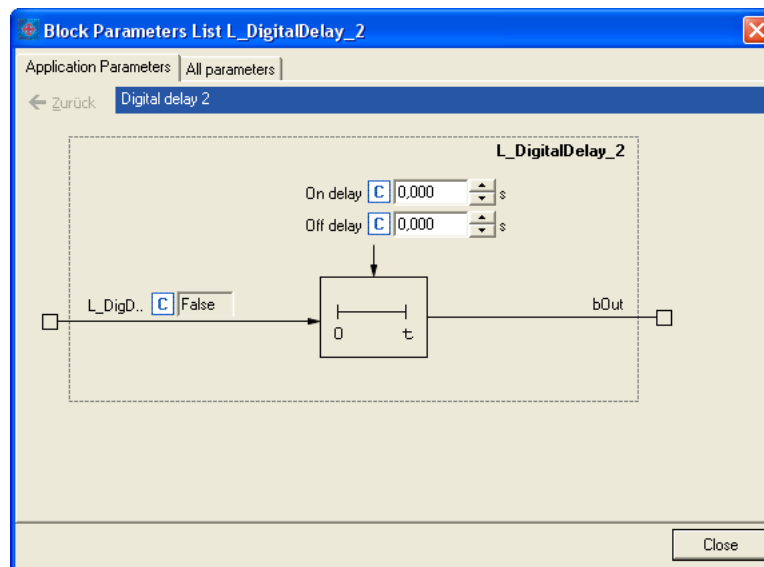 Block Parameters List L_DigitalDelay_2
Application Parameters All parameters
Zurück Digital delay 2
L_DigitalDelay_2
On delay C 0,000 s
Off delay C 0,000 s
L_DigD.. C False
bOut
0 t
Close